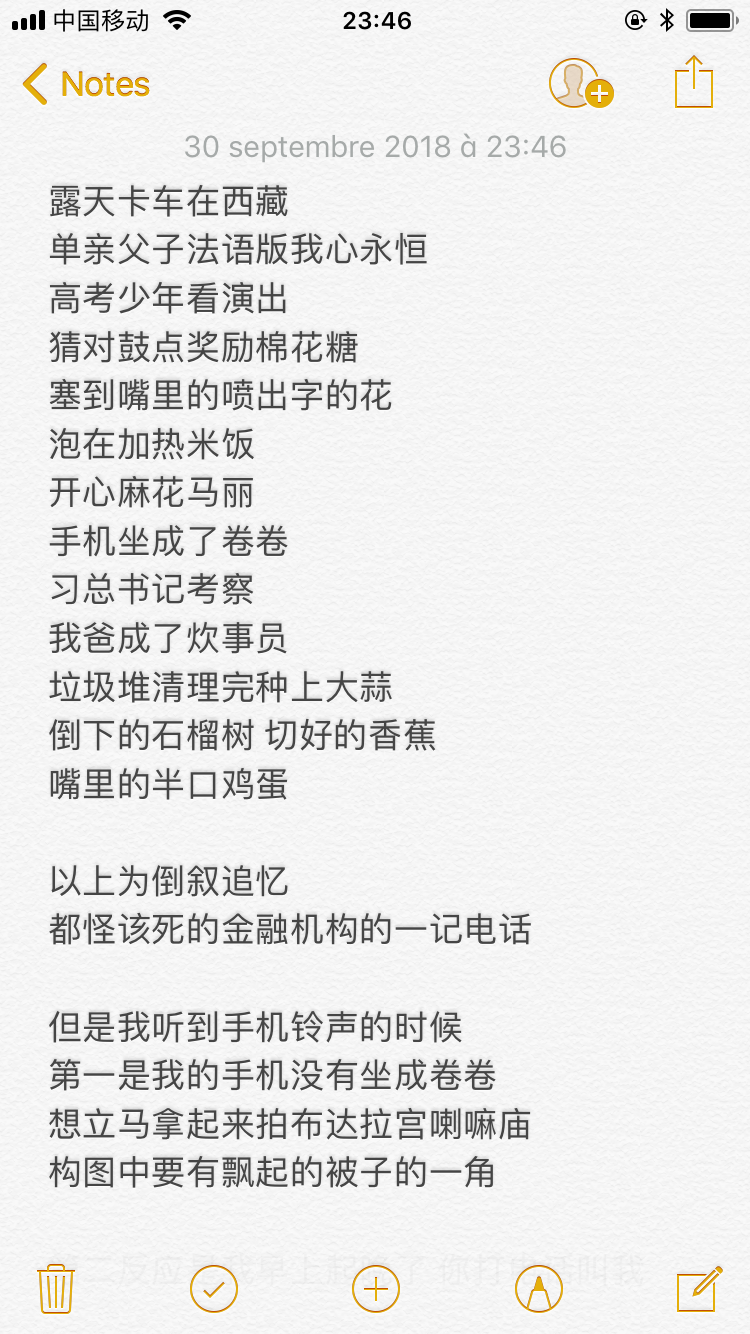 中国移动 23:46
Notes
30 septembre 2018 à 23:46
露天卡车在西藏
单亲父子法语版我心永恒
高考少年看演出
猜对鼓点奖励棉花糖
塞到嘴里的喷出字的花
泡在加热米饭
开心麻花马丽
手机坐成了卷卷
习总书记考察
我爸成了炊事员
垃圾堆清理完种上大蒜
倒下的石榴树 切好的香蕉
嘴里的半口鸡蛋
以上为倒叙追忆
都怪该死的金融机构的一记电话
但是我听到手机铃声的时候
第一是我的手机没有坐成卷卷
想立马拿起来拍布达拉宫喇嘛庙
构图中要有飘起的被子的一角